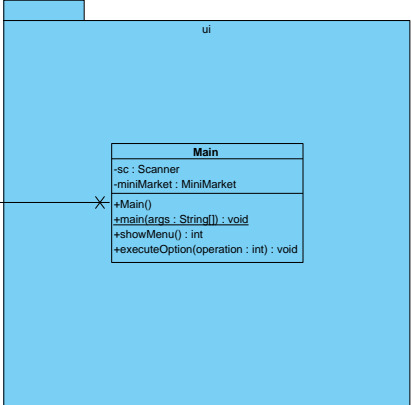 ui
Main
-sc : Scanner
-miniMarket : MiniMarket
+Main()
+main(args : String[]) : void
+showMenu() : int
+executeOption(operation : int) : void